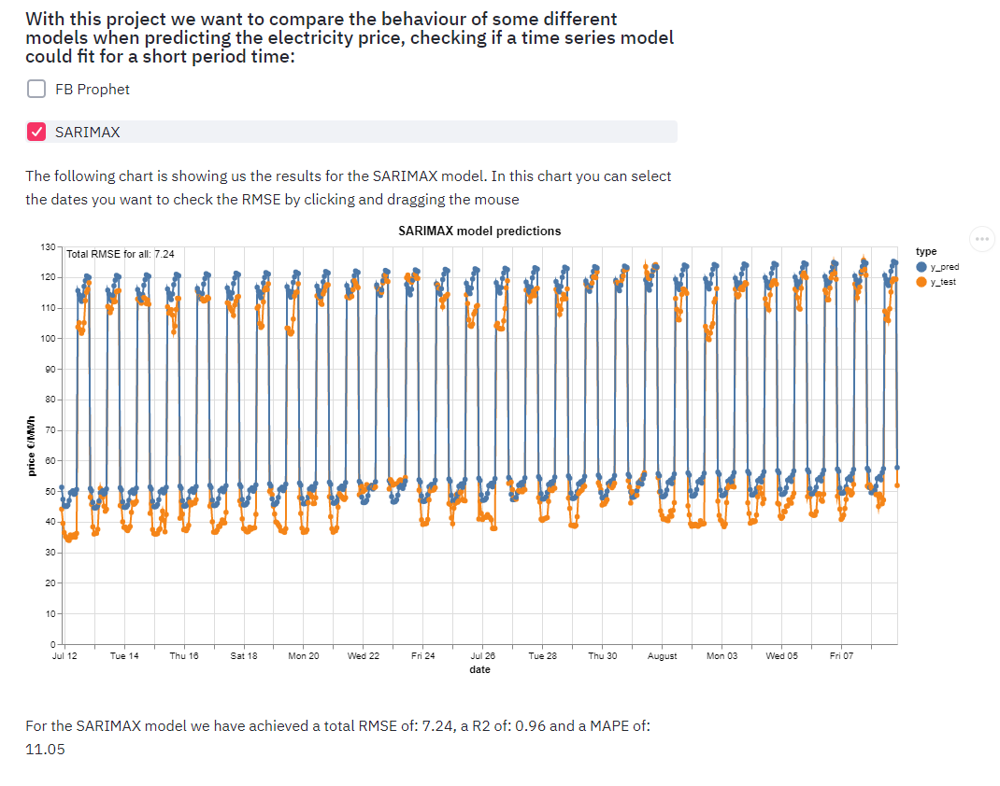 With this project we want to compare the behaviour of some different
models when predicting the electricity price, checking if a time series model
could fit for a short period time:
FB Prophet
SARIMAX
The following chart is showing us the results for the SARIMAX model. In this chart you can select
the dates you want to check the RMSE by clicking and dragging the mouse
SARIMAX model predictions
Total RMSE for all: 7.24
130
120
110
100
90
80
70
60
50
40
30
20
10
0
price €/MW/h
Jul 12 Tue 14 Thu 16 Sat 18 Mon 20 Wed 22 Fri 24 Jul 26 Tue 28 Thu 30 August Mon 03 Wed 05 Fri 07
date
type
y_pred
y_test
For the SARIMAX model we have achieved a total RMSE of: 7.24, a R2 of: 0.96 and a MAPE of:
11.05